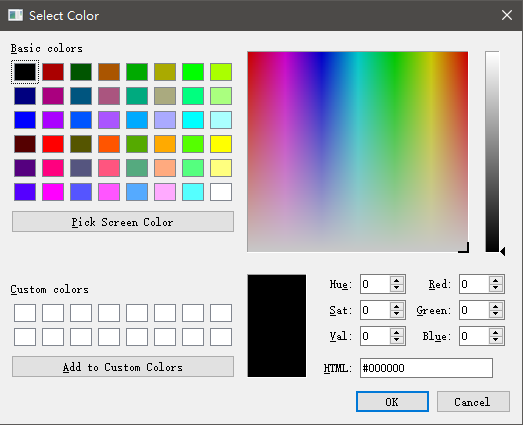 Select Color
Basic colors
Pick Screen Color
Custom colors
Add to Custom Colors
Hue: 0 Red: 0
Sat: 0 Green: 0
Val: 0 Blue: 0
HTML: #000000
OK Cancel